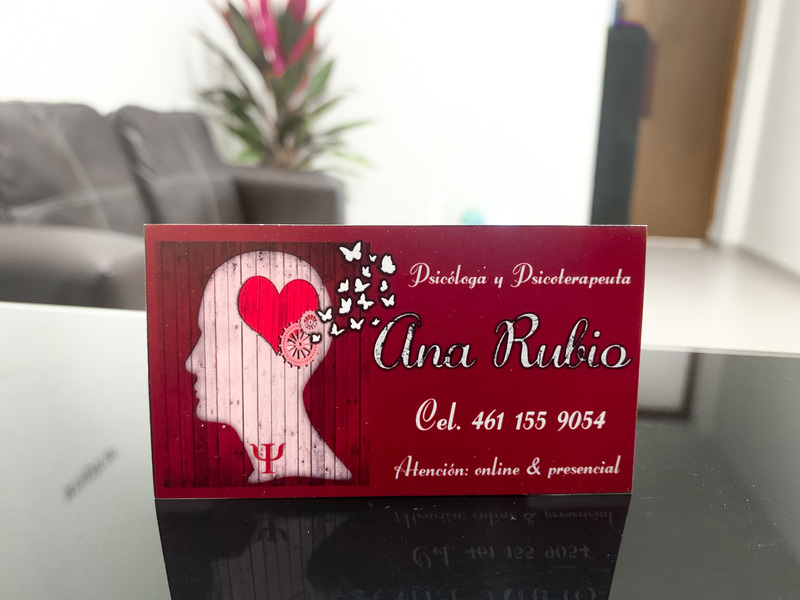 Psicóloga y Psicoterapeuta
Ana Rubio
Cel. 461 155 9054
Atención: online & presencial
Ψ